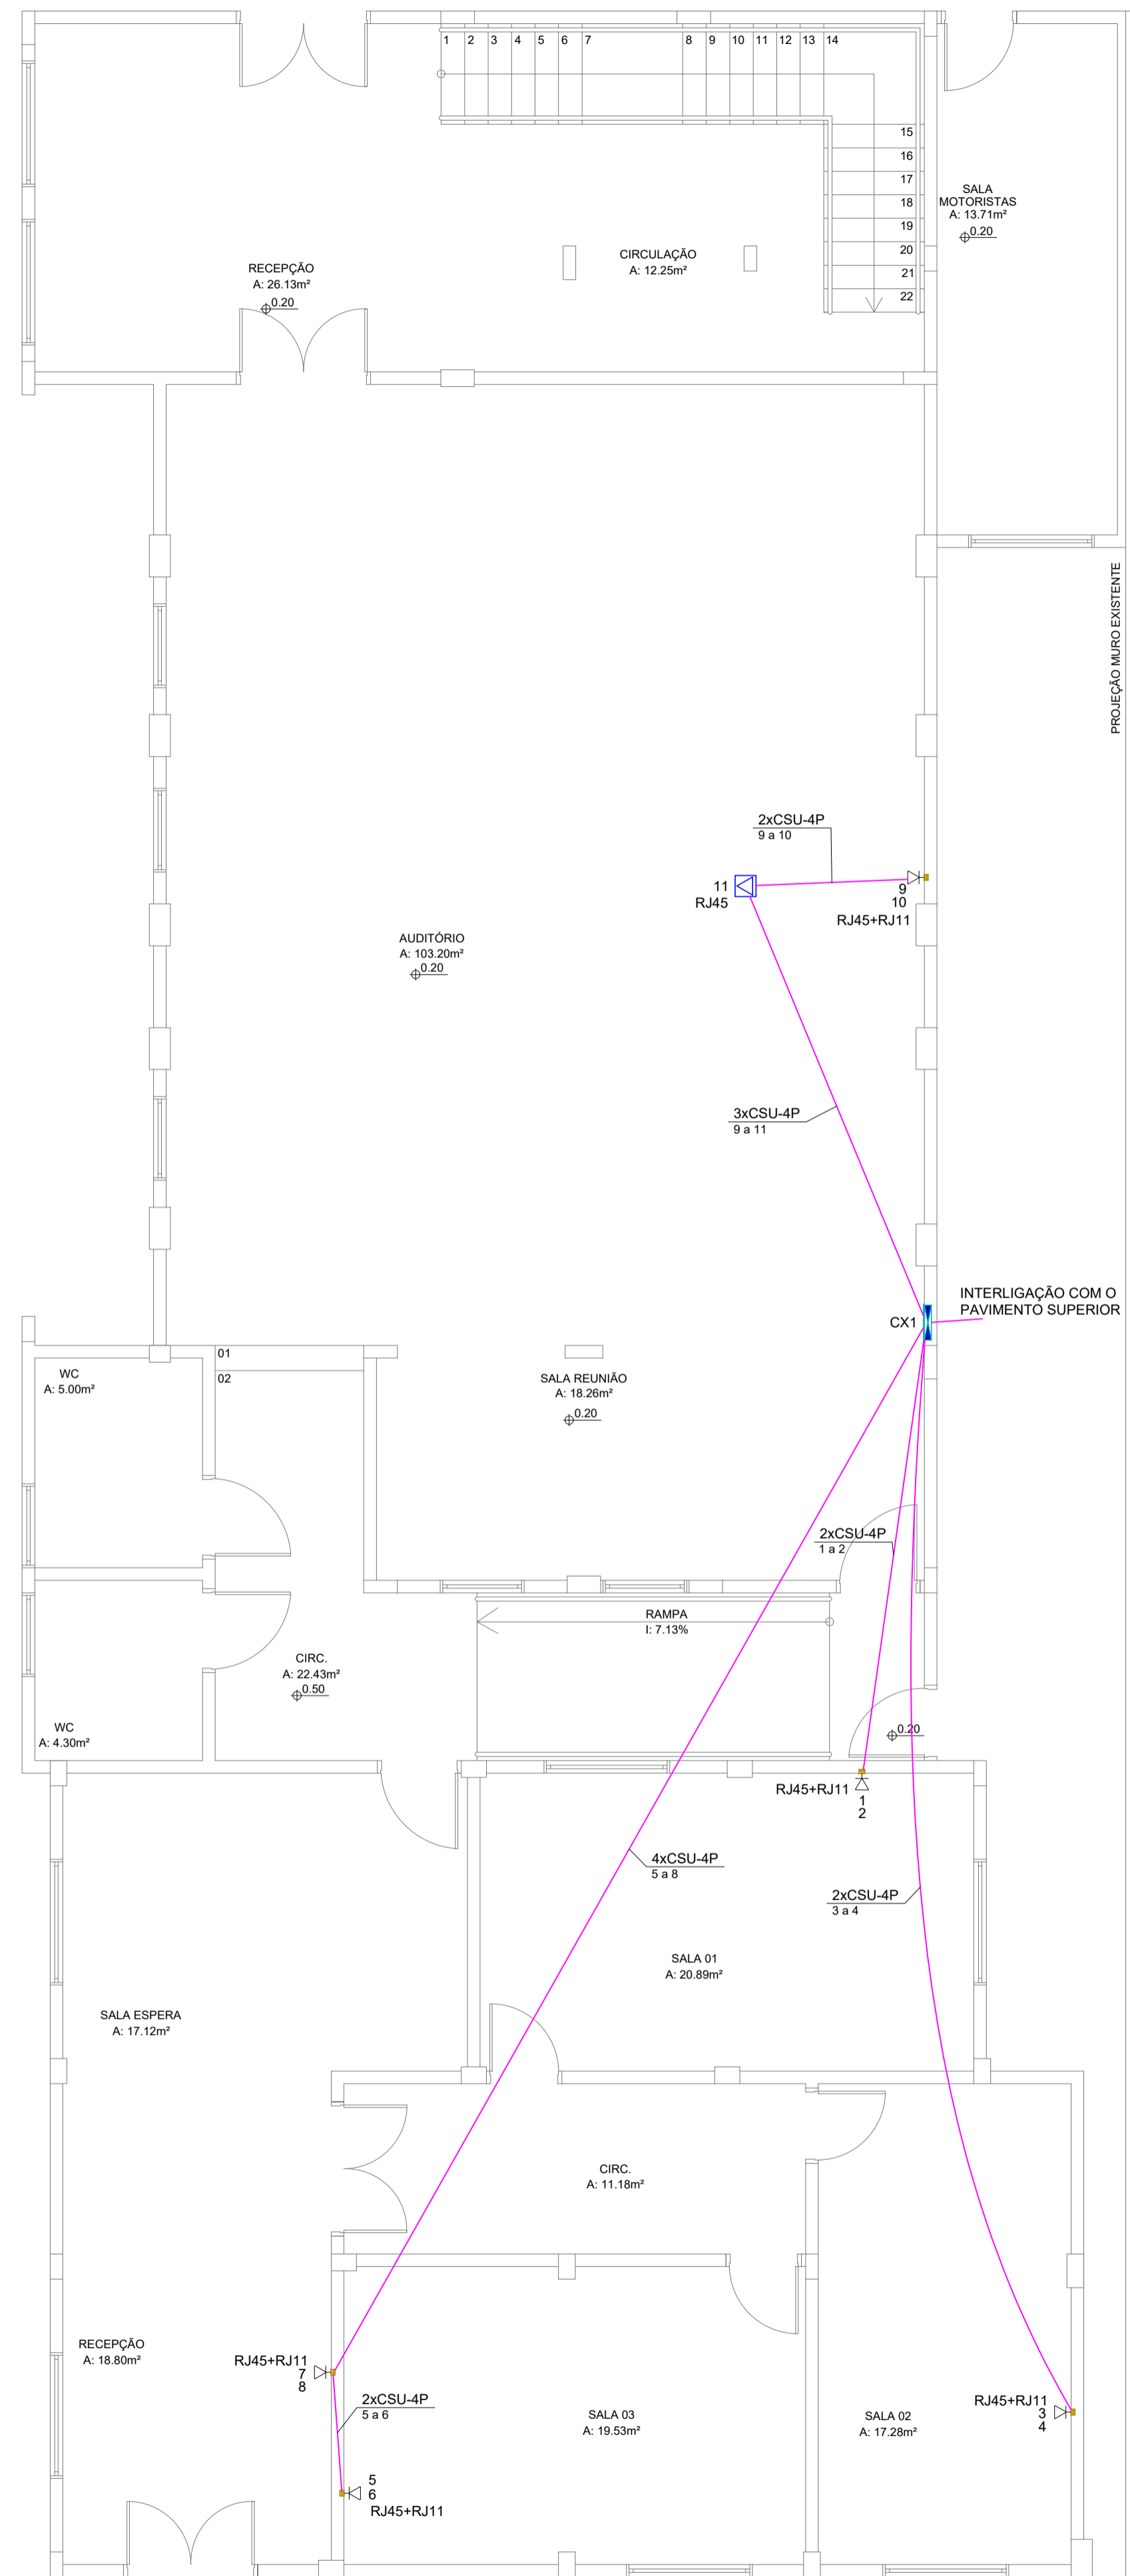 1
2
3
4
5
6
7
8
9
10
11
12
13
14
15
16
17
18
19
20
21
22
SALA
MOTORISTAS
A: 13.71m²
0.20
CIRCULAÇÃO
A: 12.25m²
RECEPÇÃO
A: 26.13m²
0.20
PROJEÇÃO MURO EXISTENTE
2xCSU-4P
9 a 10
11
RJ45
9
10
RJ45+RJ11
AUDITÓRIO
A: 103.20m²
0.20
3xCSU-4P
9 a 11
INTERLIGAÇÃO COM O
PAVIMENTO SUPERIOR
CX1
01
02
WC
A: 5.00m²
SALA REUNIÃO
A: 18.26m²
0.20
2xCSU-4P
1 a 2
RAMPA
I: 7.13%
CIRC.
A: 22.43m²
0.50
WC
A: 4.30m²
0.20
RJ45+RJ11
1
2
4xCSU-4P
5 a 8
2xCSU-4P
3 a 4
SALA 01
A: 20.89m²
SALA ESPERA
A: 17.12m²
CIRC.
A: 11.18m²
RECEPÇÃO
A: 18.80m²
RJ45+RJ11
7
8
2xCSU-4P
5 a 6
SALA 03
A: 19.53m²
SALA 02
A: 17.28m²
RJ45+RJ11
3
4
5
6
RJ45+RJ11